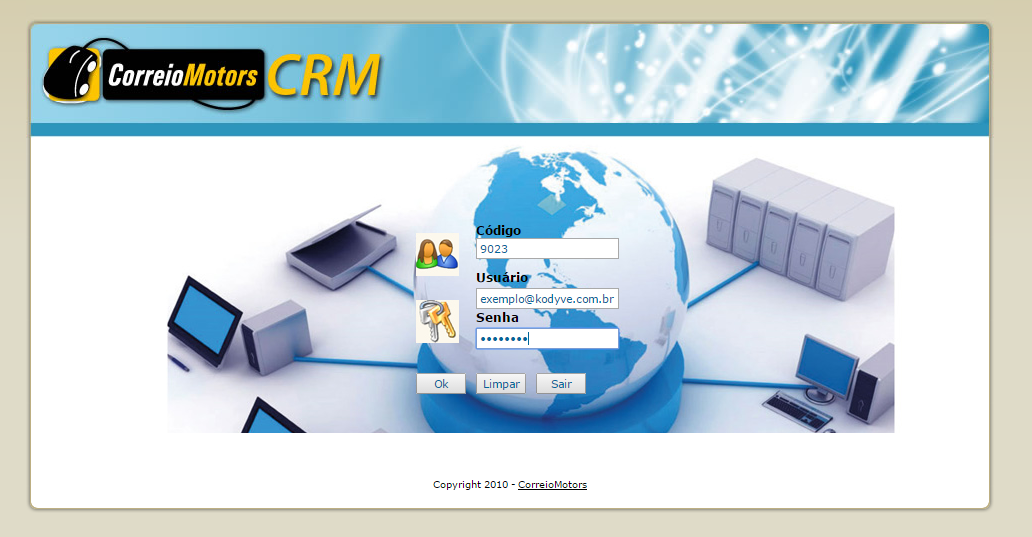 CorreioMotors CRM
Código
9023
Usuário
exemplo@kodyve.com.br
Senha
••••••••
Ok Limpar Sair
Copyright 2010 - CorreioMotors